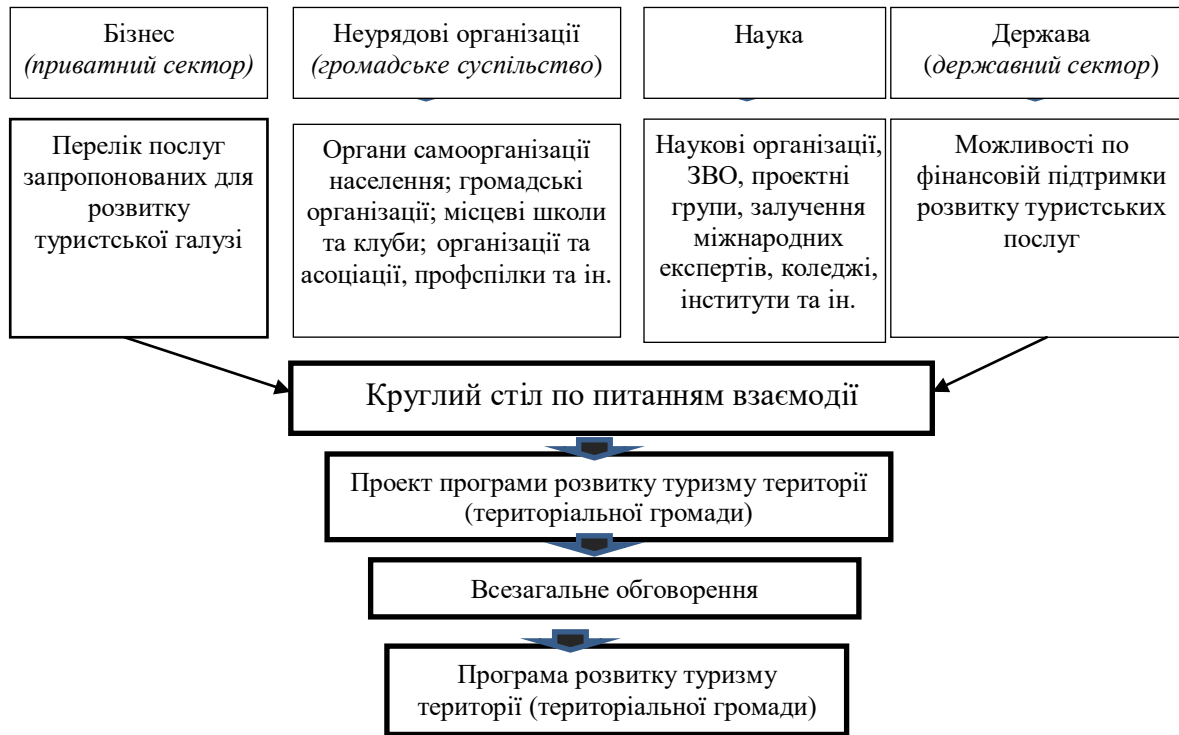 Бізнес
(приватний сектор)
Неурядові організації
(громадське суспільство)
Наука
Держава
(державний сектор)
Перелік послуг
запропонованих для
розвитку
туристської галузі
Органи самоорганізації
населення; громадські
організації; місцеві школи
та клуби; організації та
асоціації, профспілки та ін.
Наукові організації,
ЗВО, проектні
групи, залучення
міжнародних
експертів, коледжі,
інститути та ін.
Можливості по
фінансовій підтримки
розвитку туристських
послуг
Круглий стіл по питанням взаємодії
Проект програми розвитку туризму території
(територіальної громади)
Всезагальне обговорення
Програма розвитку туризму
території (територіальної громади)